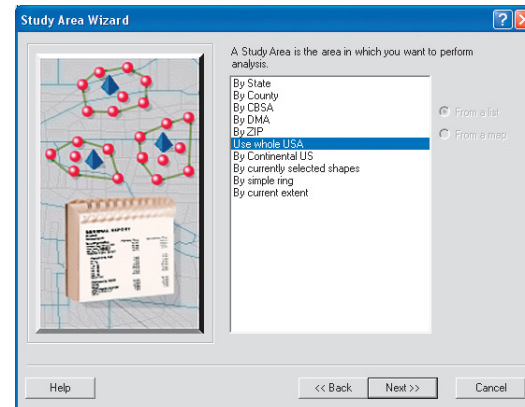 Study Area Wizard
A Study Area is the area in which you want to perform
analysis.
By State
By County
By CBSA
By DMA
By ZIP
Use whole USA
By Continental US
By currently selected shapes
By simple ring
By current extent
From a list
From a map
Help
<< Back
Next >>
Cancel